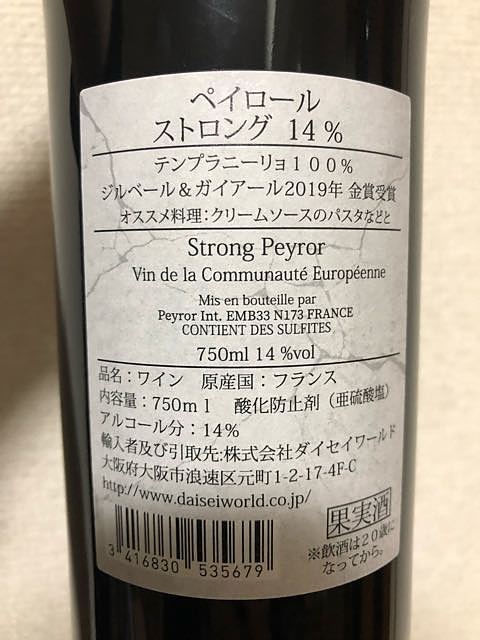 ペイロール
ストロング 14％
テンプラニーリョ１００％
ジルベール＆ガイアール2019年 金賞受賞
オススメ料理：クリームソースのパスタなどと
Strong Peyror
Vin de la Communauté Européenne
Mis en bouteille par
Peyror Int. EMB33 N173 FRANCE
CONTIENT DES SULFITES
750ml 14 %vol
品名：ワイン 原産国：フランス
内容量：750ｍｌ 酸化防止剤（亜硫酸塩）
アルコール分：14％
輸入者及び引取先:株式会社ダイセイワールド
大阪府大阪市浪速区元町1-2-17-4F-C
http://www.daiseiworld.co.jp/
果実酒
※飲酒は20歳に
なってから。
3 416830 535679